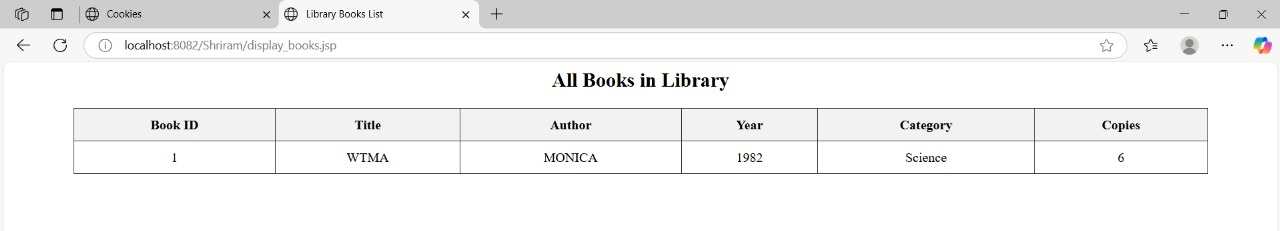 Cookies
Library Books List
localhost:8082/Shriram/display_books.jsp
All Books in Library
Book ID Title Author Year Category Copies
1 WTMA MONICA 1982 Science 6